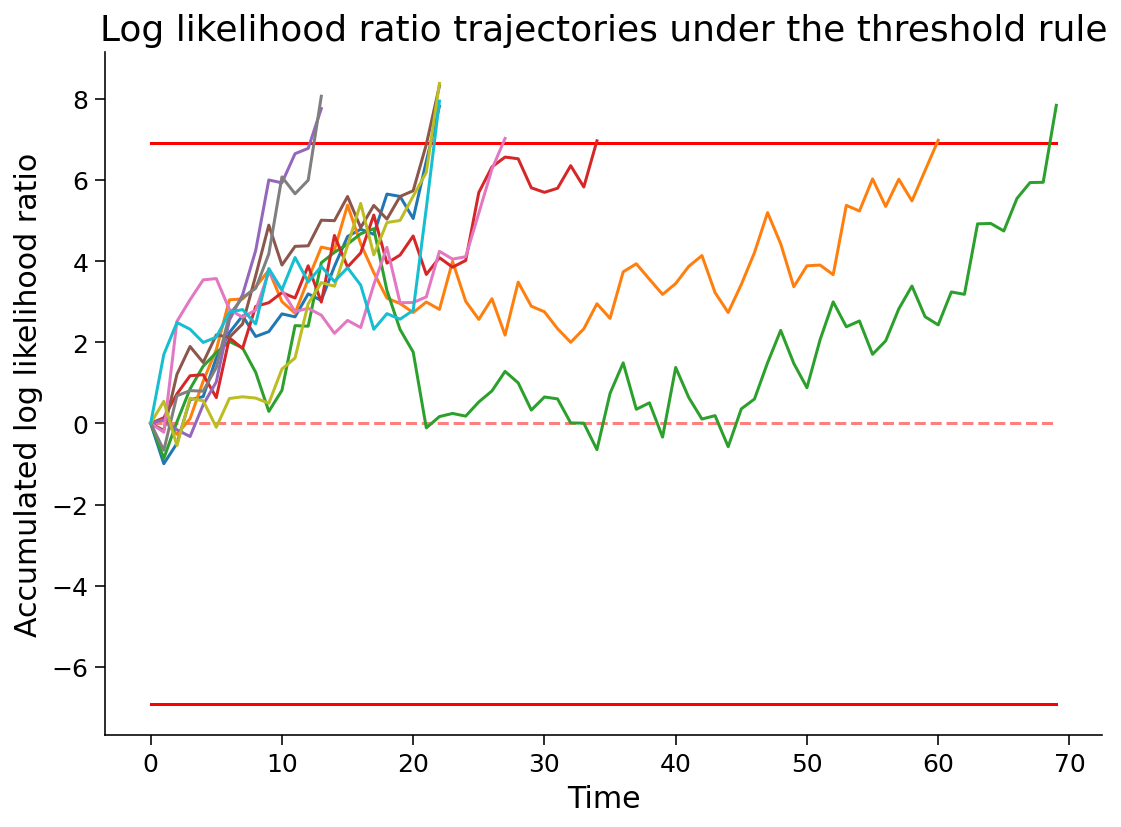 Log likelihood ratio trajectories under the threshold rule
Accumulated log likelihood ratio
8
6
4
2
0
−2
−4
−6
0 10 20 30 40 50 60 70
Time